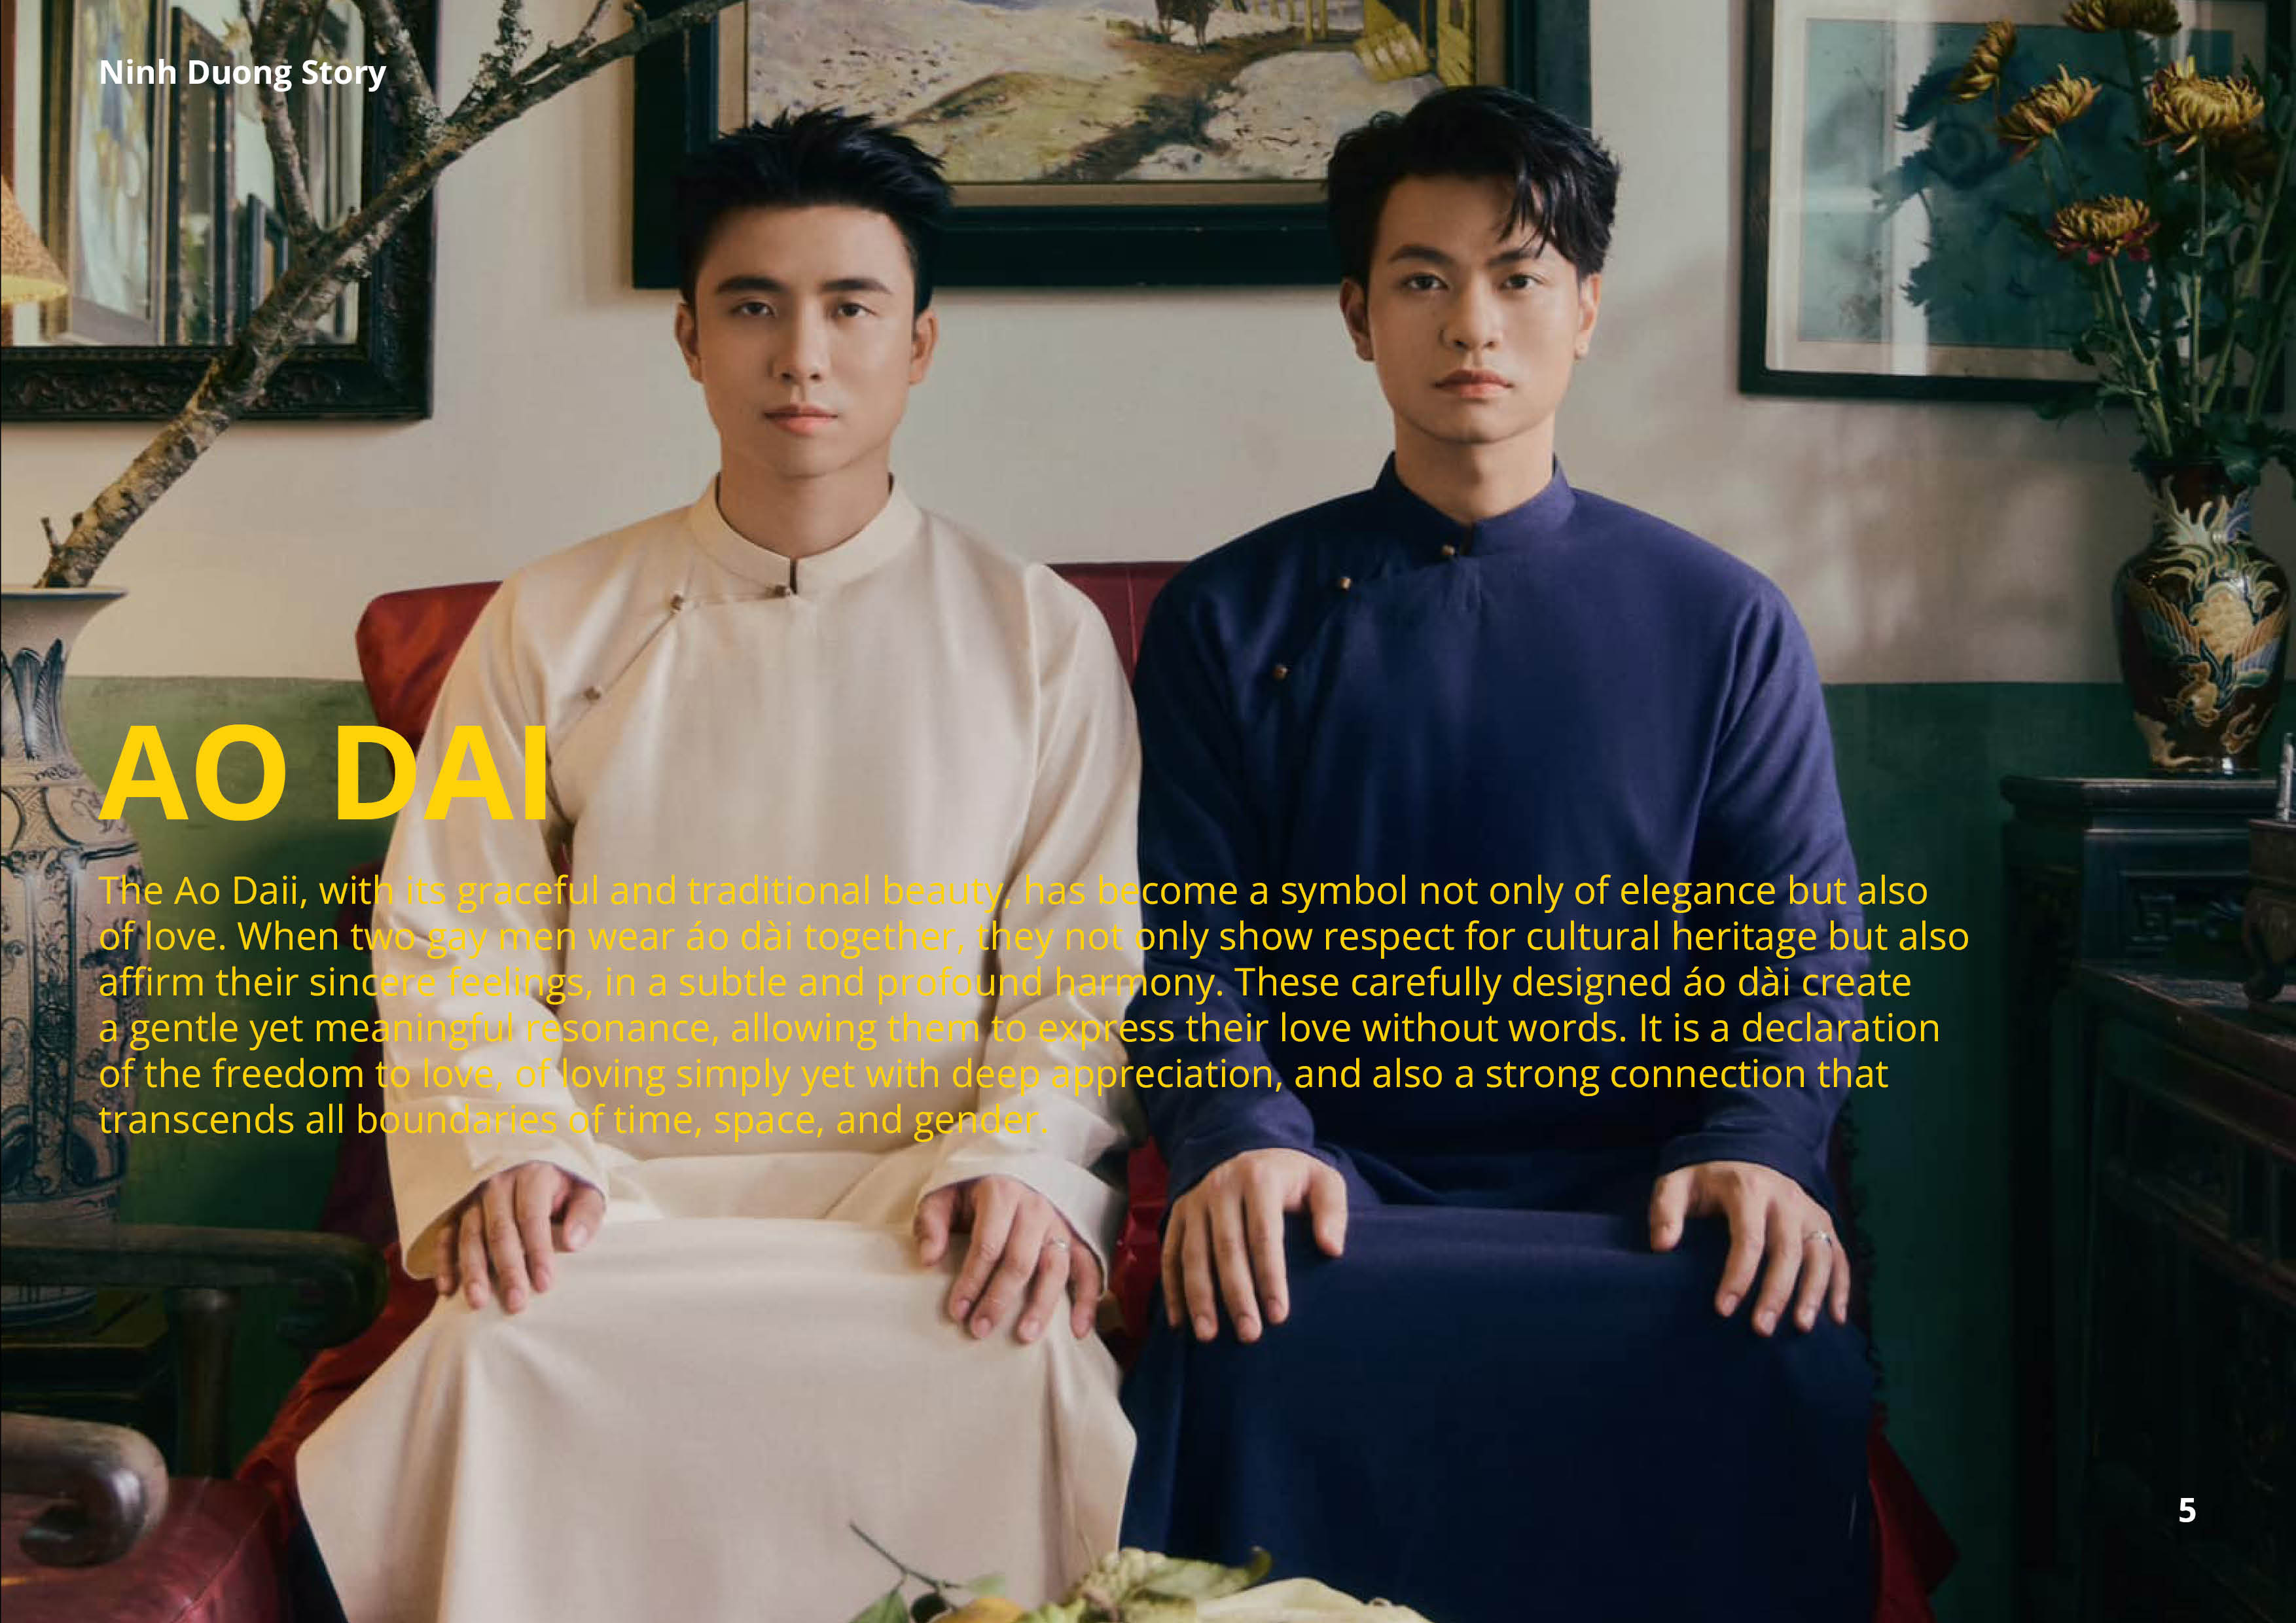 Ninh Duong Story
AO DAI
The Ao Daii, with its graceful and traditional beauty, has become a symbol not only of elegance but also
of love. When two gay men wear áo dài together, they not only show respect for cultural heritage but also
affirm their sincere feelings, in a subtle and profound harmony. These carefully designed áo dài create
a gentle yet meaningful resonance, allowing them to express their love without words. It is a declaration
of the freedom to love, of loving simply yet with deep appreciation, and also a strong connection that
transcends all boundaries of time, space, and gender.
5